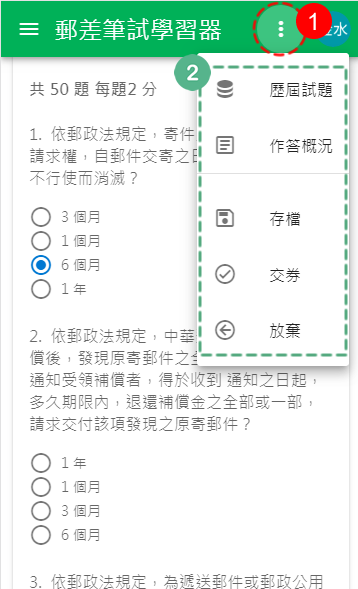 郵差筆試學習器
1
水
2
歷屆試題
作答概況
存檔
交券
放棄
共 50 題 每題2 分
1. 依郵政法規定，寄件
請求權，自郵件交寄之日
不行使而消滅？
3 個月
1 個月
6 個月
1 年
2. 依郵政法規定，中華
償後，發現原寄郵件之全
通知受領補償者，得於收到 通知之日起，
多久期限內，退還補償金之全部或一部，
請求交付該項發現之原寄郵件？
1 年
1 個月
3 個月
6 個月
3. 依郵政法規定，為遞送郵件或郵政公用